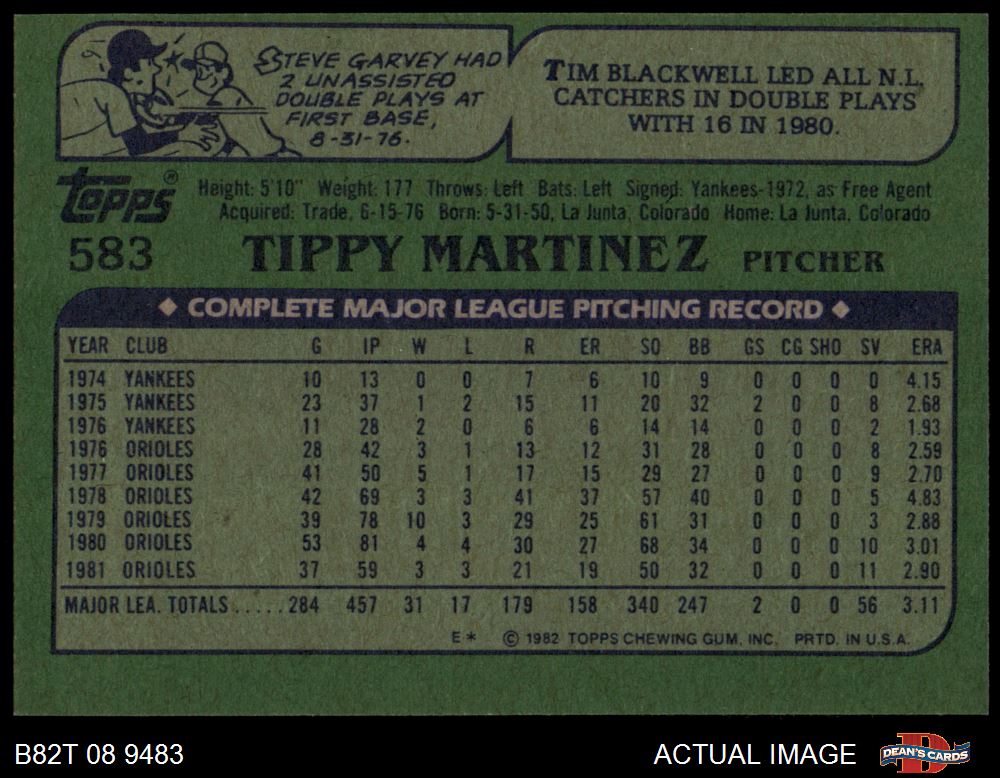 STEVE GARVEY HAD
2 UNASSISTED
DOUBLE PLAYS AT
FIRST BASE,
8-31-76.
TIM BLACKWELL LED ALL N.L.
CATCHERS IN DOUBLE PLAYS
WITH 16 IN 1980.
topps®
Height: 5'10" Weight: 177 Throws: Left Bats: Left Signed: Yankees-1972, as Free Agent
Acquired: Trade, 6-15-76 Born: 5-31-50, La Junta, Colorado Home: La Junta, Colorado
583 TIPPY MARTINEZ PITCHER
◆ COMPLETE MAJOR LEAGUE PITCHING RECORD ◆
YEAR CLUB G IP W L R ER SO BB GS CG SHO SV ERA
1974 YANKEES 10 13 0 0 7 6 10 9 0 0 0 0 4.15
1975 YANKEES 23 37 1 2 15 11 20 32 2 0 0 8 2.68
1976 YANKEES 11 28 2 0 6 6 14 14 0 0 0 2 1.93
1976 ORIOLES 28 42 3 1 13 12 31 28 0 0 0 8 2.59
1977 ORIOLES 41 50 5 1 17 15 29 27 0 0 0 9 2.70
1978 ORIOLES 42 69 3 3 41 37 57 40 0 0 0 5 4.83
1979 ORIOLES 39 78 10 3 29 25 61 31 0 0 0 3 2.88
1980 ORIOLES 53 81 4 4 30 27 68 34 0 0 0 10 3.01
1981 ORIOLES 37 59 3 3 21 19 50 32 0 0 0 11 2.90
MAJOR LEA. TOTALS.....284 457 31 17 179 158 340 247 2 0 0 56 3.11
E* © 1982 TOPPS CHEWING GUM, INC. PRTD. IN U.S.A.
B82T 08 9483 ACTUAL IMAGE DEAN'S CARDS